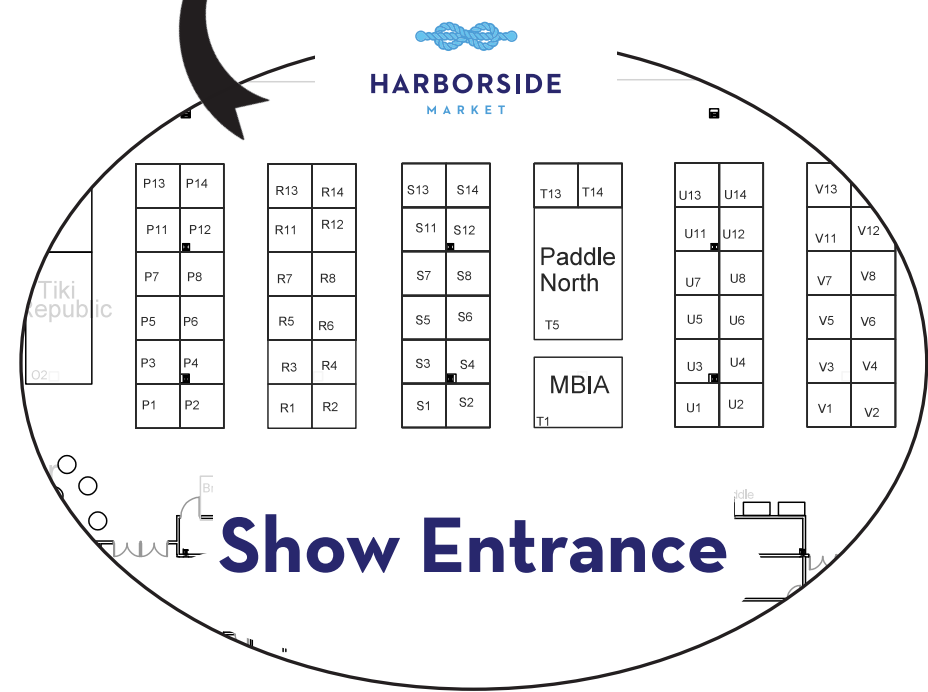 HARBORSIDE
MARKET
P13 P14 R13 R14 S13 S14 T13 T14 U13 U14 V13
P11 P12 R11 R12 S11 S12 Paddle North U11 U12 V11 V12
P7 P8 R7 R8 S7 S8 U7 U8 V7 V8
Tiki
P5 P6 R5 R6 S5 S6 T5 U5 U6 V5 V6
P3 P4 R3 R4 S3 S4 MBIA U3 U4 V3 V4
O2
P1 P2 R1 R2 S1 S2 T1 U1 U2 V1 V2
Show Entrance